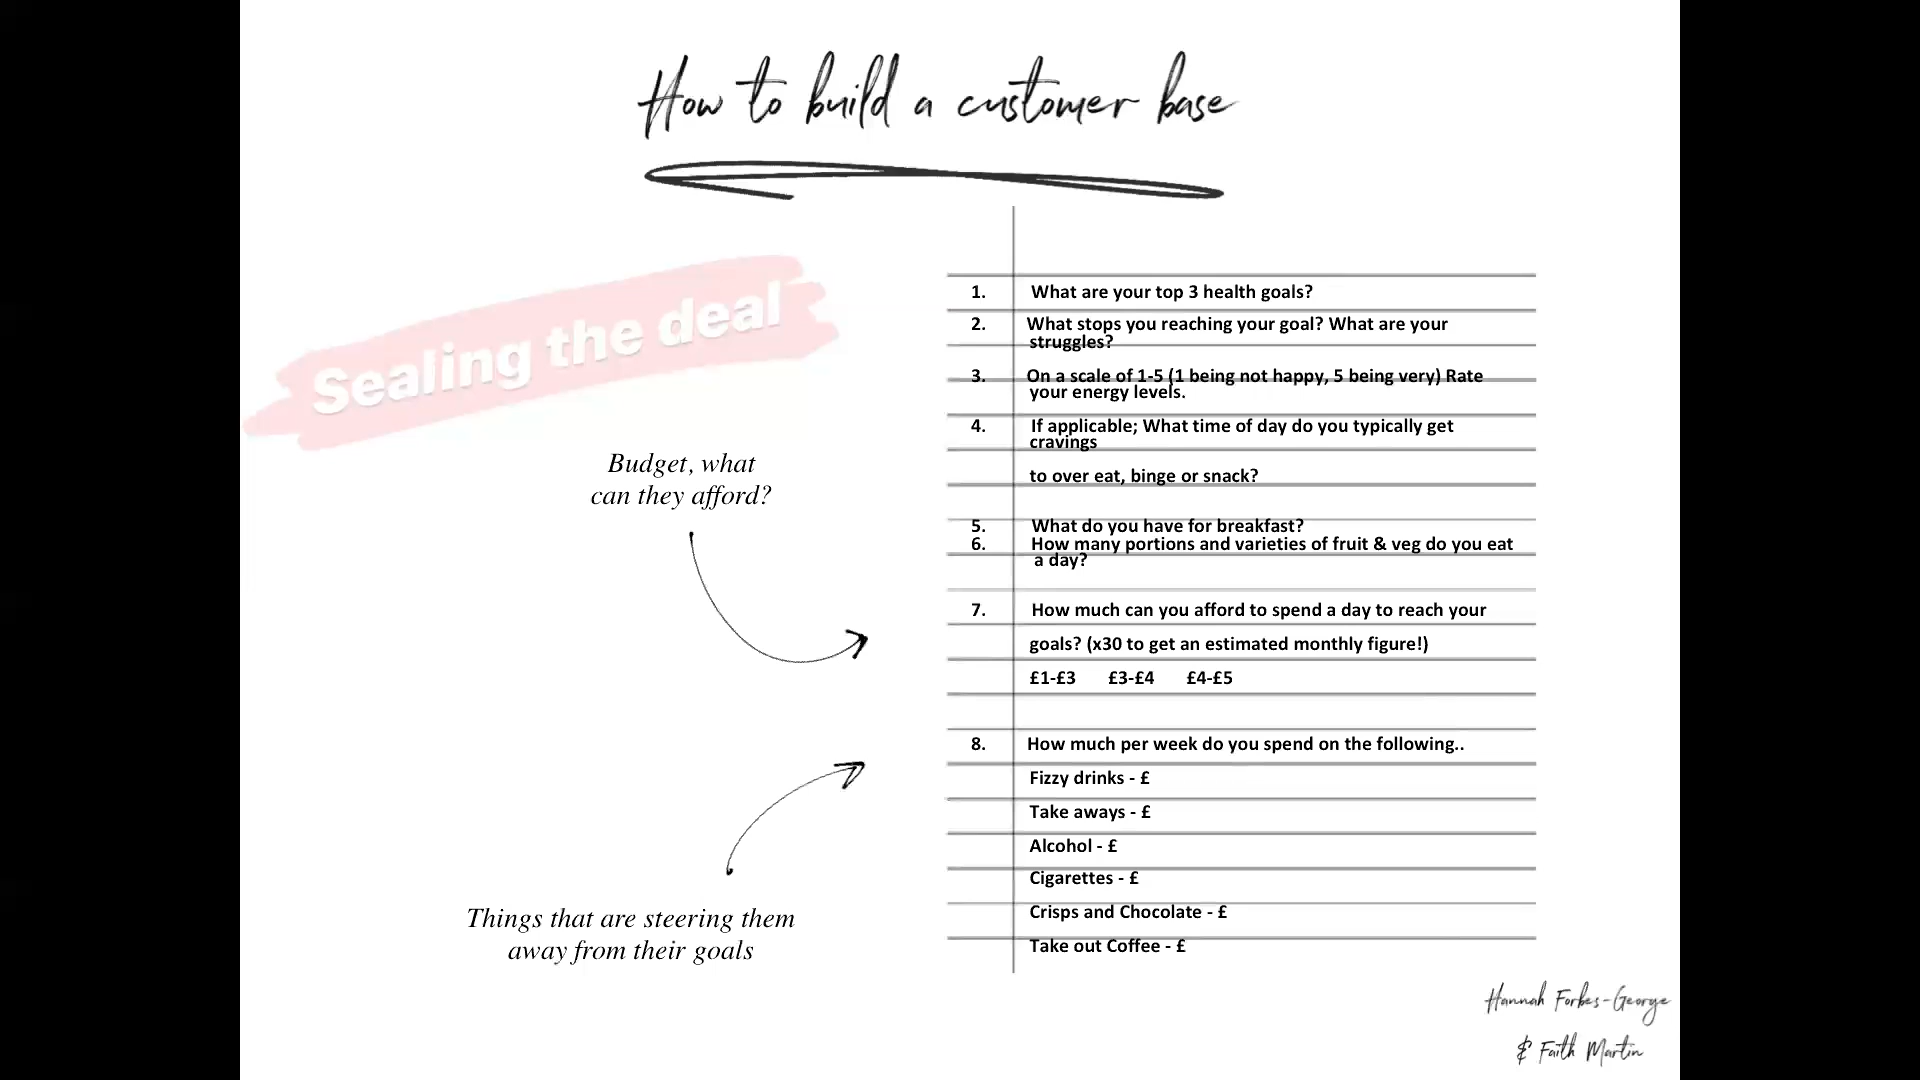 How to build a customer base
Sealing the deal
Budget, what
can they afford?
Things that are steering them
away from their goals
1. What are your top 3 health goals?
2. What stops you reaching your goal? What are your
struggles?
3. On a scale of 1-5 (1 being not happy, 5 being very) Rate
your energy levels.
4. If applicable; What time of day do you typically get
cravings
to over eat, binge or snack?
5. What do you have for breakfast?
6. How many portions and varieties of fruit & veg do you eat
a day?
7. How much can you afford to spend a day to reach your
goals? (x30 to get an estimated monthly figure!)
£1-£3 £3-£4 £4-£5
8. How much per week do you spend on the following..
Fizzy drinks - £
Take aways - £
Alcohol - £
Cigarettes - £
Crisps and Chocolate - £
Take out Coffee - £
Hannah Forbes-George
& Faith Martin